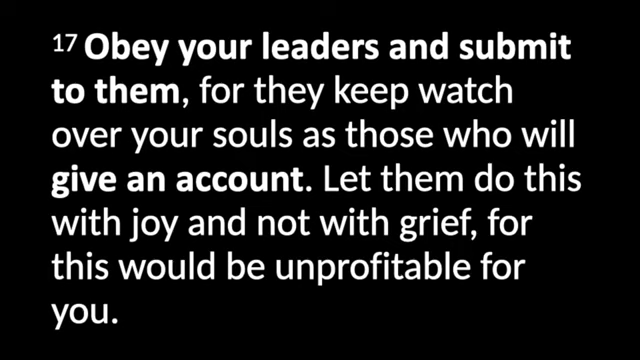 17 Obey your leaders and submit
to them, for they keep watch
over your souls as those who will
give an account. Let them do this
with joy and not with grief, for
this would be unprofitable for
you.